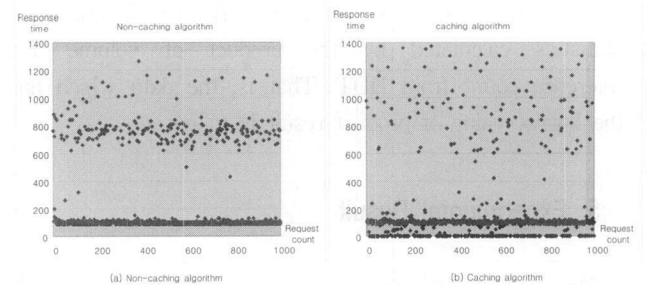 Response
time
Non-caching algorithm
1400
1200
1000
800
600
400
200
0
0 200 400 600 800 1000
Request
count
(a) Non-caching algorithm
Response
time
caching algorithm
1400
1200
1000
800
600
400
200
0
0 200 400 600 800 1000
Request
count
(b) Caching algorithm